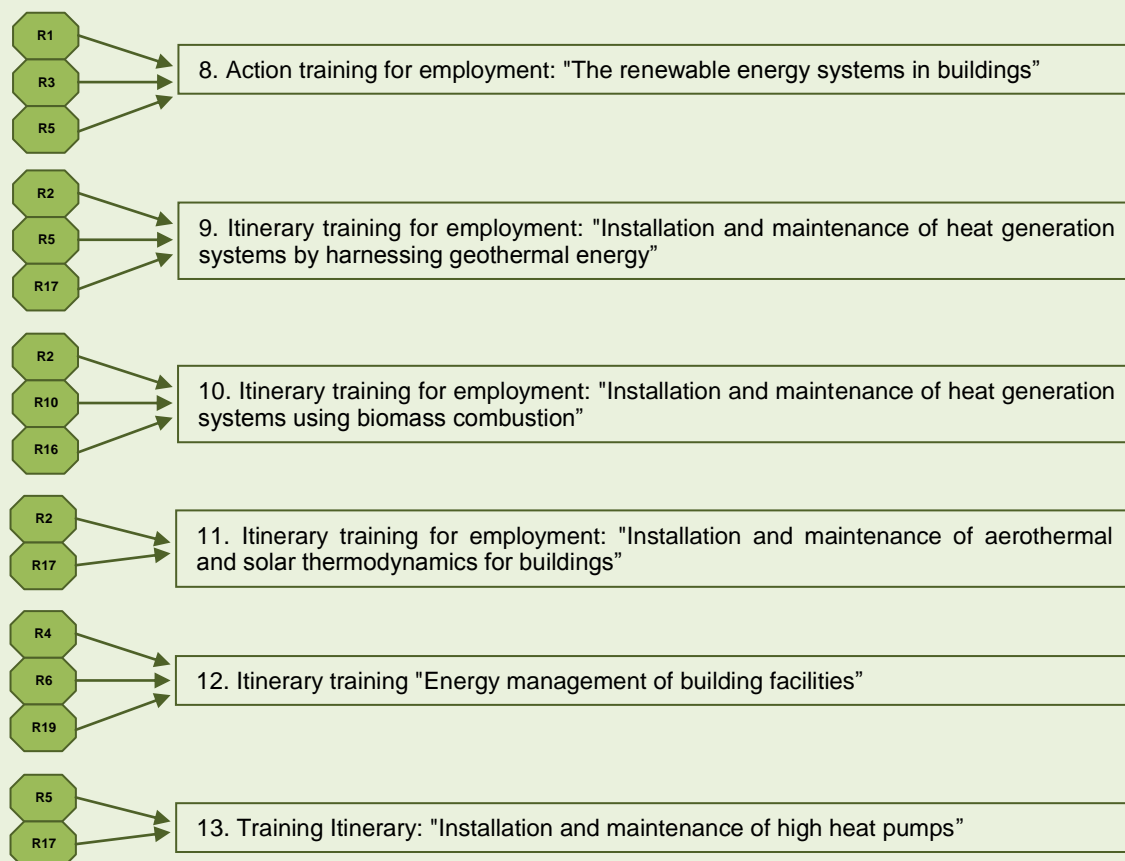 R1
R3
R5
8. Action training for employment: "The renewable energy systems in buildings”
R2
R5
R17
9. Itinerary training for employment: "Installation and maintenance of heat generation
systems by harnessing geothermal energy”
R2
R10
R16
10. Itinerary training for employment: "Installation and maintenance of heat generation
systems using biomass combustion”
R2
R17
11. Itinerary training for employment: "Installation and maintenance of aerothermal
and solar thermodynamics for buildings”
R4
R6
R19
12. Itinerary training "Energy management of building facilities”
R5
R17
13. Training Itinerary: "Installation and maintenance of high heat pumps”